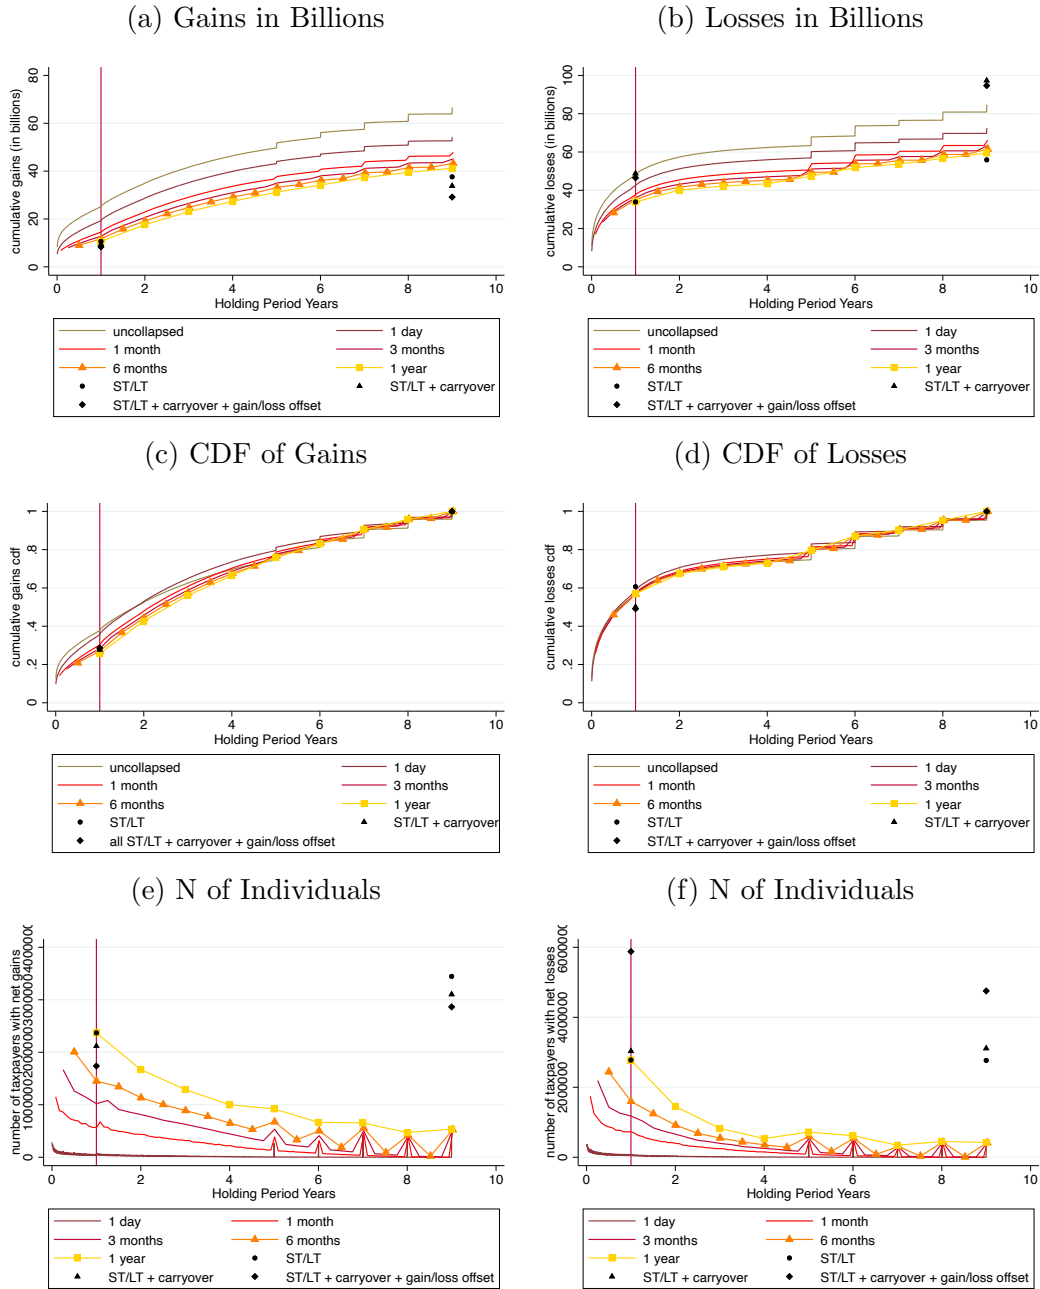 (a) Gains in Billions
cumulative gains (in billions)
80
60
40
20
0
0 2 4 6 8 10
Holding Period Years
uncollapsed
1 day
1 month
3 months
6 months
1 year
ST/LT
ST/LT + carryover
ST/LT + carryover + gain/loss offset
(b) Losses in Billions
cumulative losses (in billions)
100
80
60
40
20
0
0 2 4 6 8 10
Holding Period Years
uncollapsed
1 day
1 month
3 months
6 months
1 year
ST/LT
ST/LT + carryover
ST/LT + carryover + gain/loss offset
(c) CDF of Gains
cumulative gains cdf
1
.8
.6
.4
.2
0
0 2 4 6 8 10
Holding Period Years
uncollapsed
1 day
1 month
3 months
6 months
1 year
ST/LT
ST/LT + carryover
all ST/LT + carryover + gain/loss offset
(d) CDF of Losses
cumulative losses cdf
1
.8
.6
.4
.2
0
0 2 4 6 8 10
Holding Period Years
uncollapsed
1 day
1 month
3 months
6 months
1 year
ST/LT
ST/LT + carryover
ST/LT + carryover + gain/loss offset
(e) N of Individuals
number of taxpayers with net gains
0
0 2 4 6 8 10
Holding Period Years
1 day
1 month
3 months
6 months
1 year
ST/LT
ST/LT + carryover
ST/LT + carryover + gain/loss offset
(f) N of Individuals
number of taxpayers with net losses
0
0 2 4 6 8 10
Holding Period Years
1 day
1 month
3 months
6 months
1 year
ST/LT
ST/LT + carryover
ST/LT + carryover + gain/loss offset